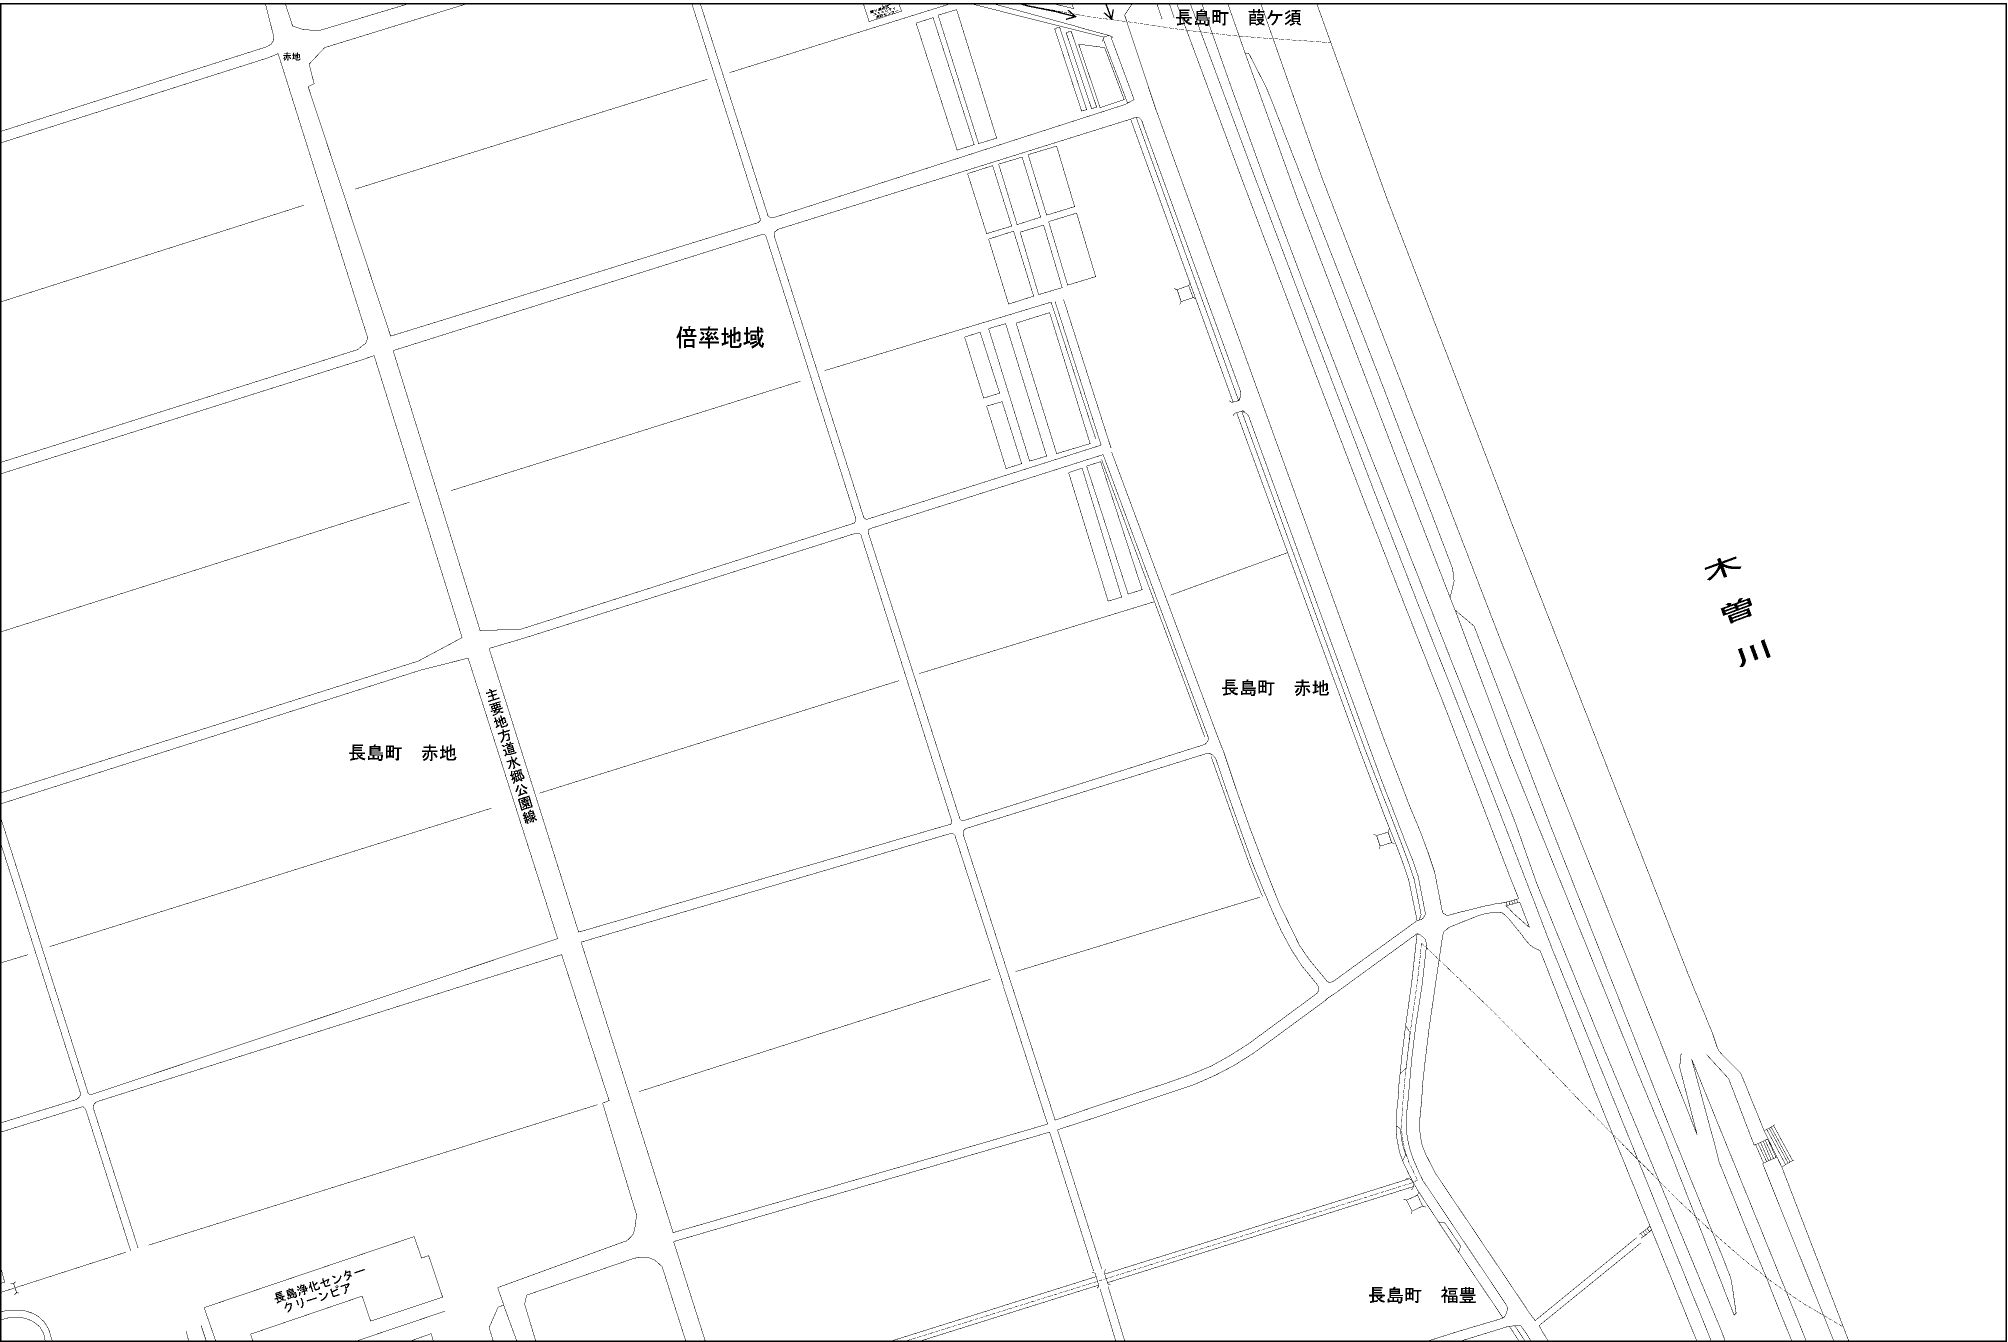 長島町　葭ケ須
赤地
倍率地域
木曽川
長島町　赤地
主要地方道水郷公園線
長島町　赤地
長島浄化センター
クリーンピア
長島町　福豊